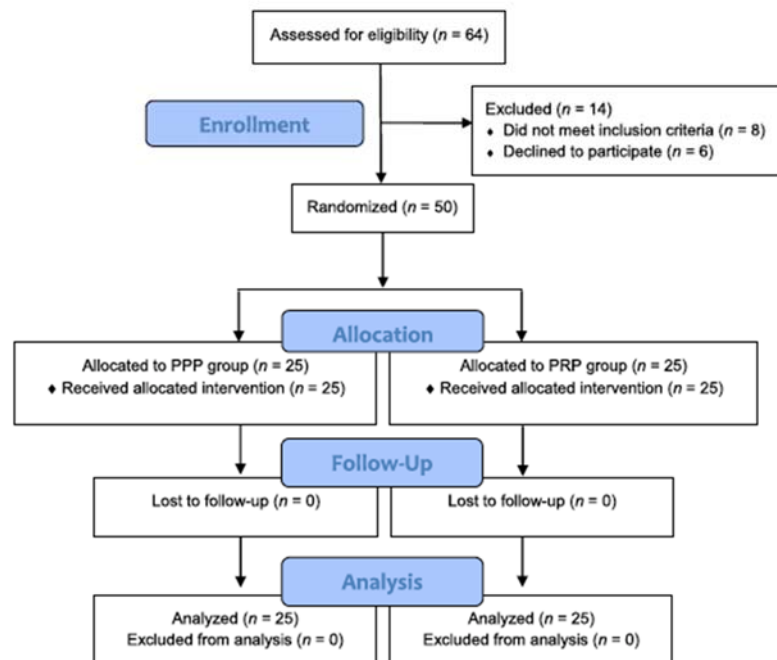 Assessed for eligibility (n = 64)
Enrollment
Excluded (n = 14)
♦ Did not meet inclusion criteria (n = 8)
♦ Declined to participate (n = 6)
Randomized (n = 50)
Allocation
Allocated to PPP group (n = 25)
♦ Received allocated intervention (n = 25)
Allocated to PRP group (n = 25)
♦ Received allocated intervention (n = 25)
Follow-Up
Lost to follow-up (n = 0)
Lost to follow-up (n = 0)
Analysis
Analyzed (n = 25)
Excluded from analysis (n = 0)
Analyzed (n = 25)
Excluded from analysis (n = 0)